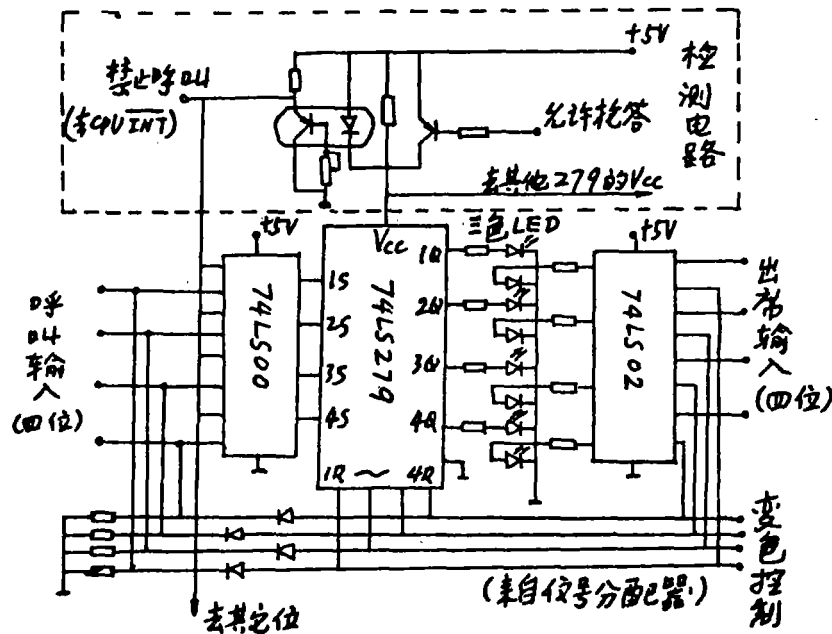 +5V
检测电路
禁止呼叫
(去CPU INT)
允许抢答
去其他279的Vcc
三色LED
+5V
Vcc
+5V
1Q
2Q
3Q
4Q
1S
2S
3S
4S
1R ~ 4R
74LS00
74LS279
74LS02
呼叫输入(四位)
出席输入(四位)
变色控制
(来自信号分配器)
去其它位